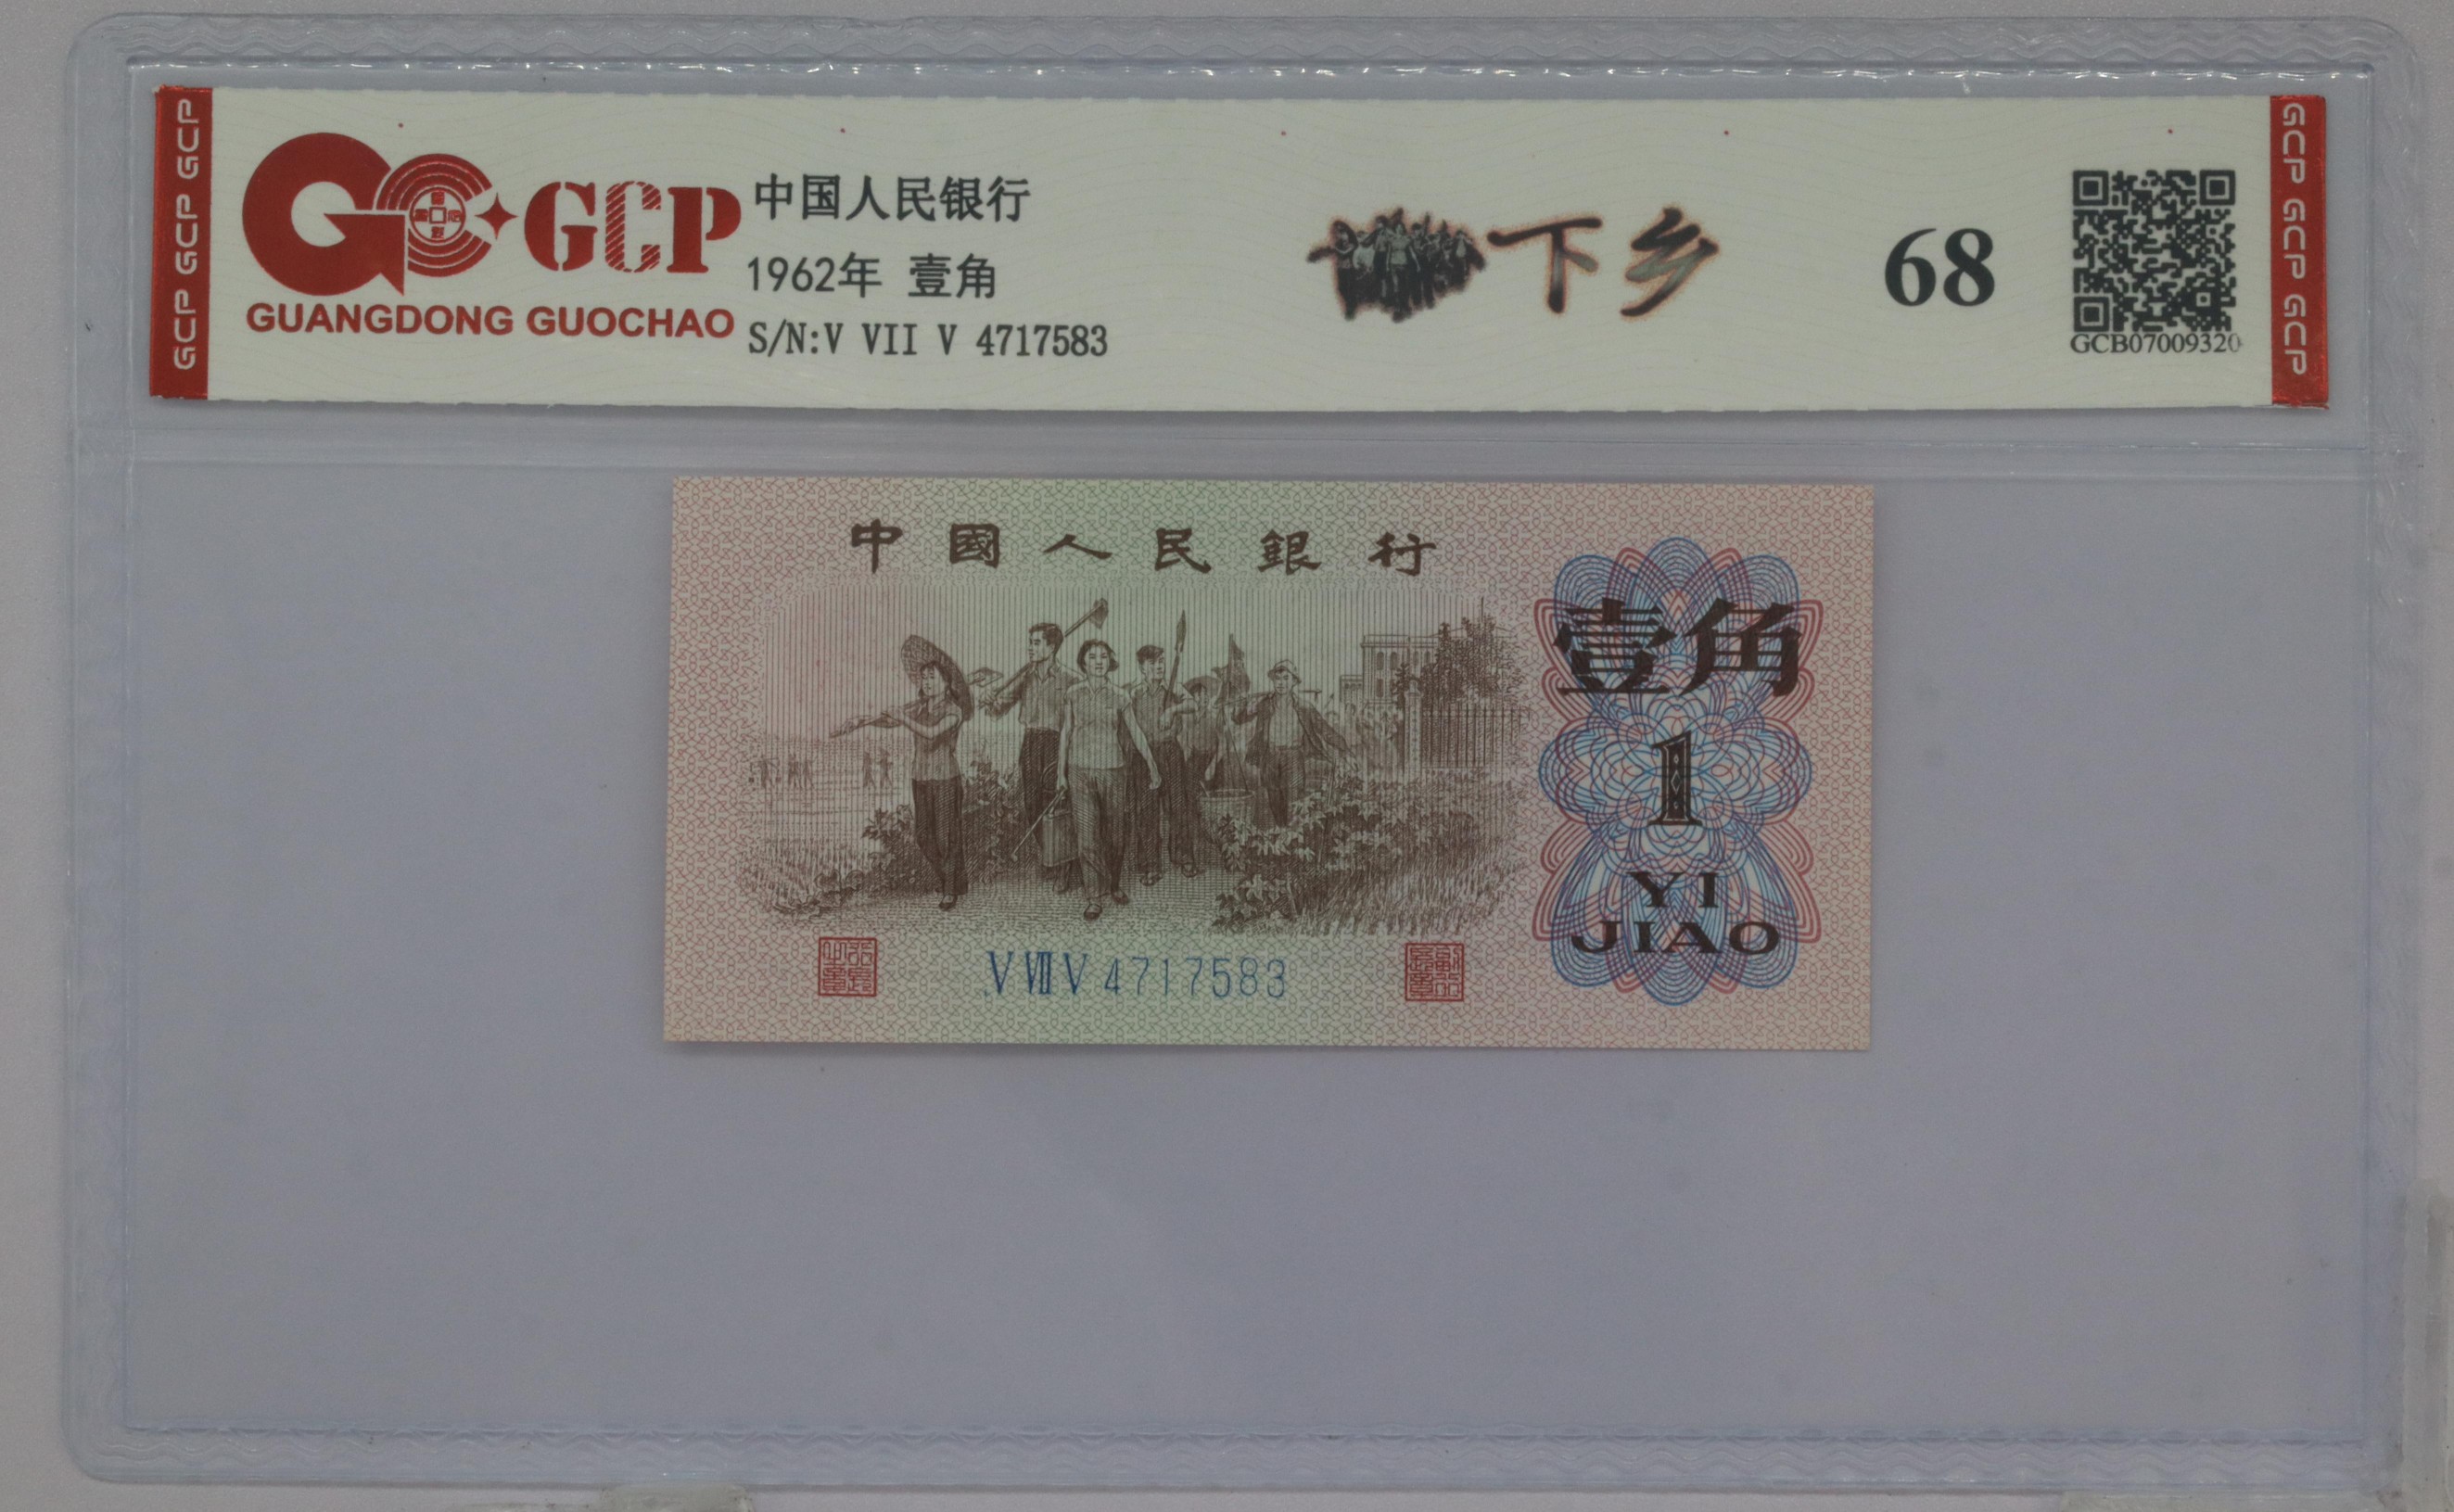 GCP GCP GCP
GCP
GUANGDONG GUOCHAO
中国人民银行
1962年 壹角
S/N:V VII V 4717583
下乡
68
GCB07009320
GCP GCP GCP
中國人民銀行
壹角
1
YI
JIAO
V VII V 4717583